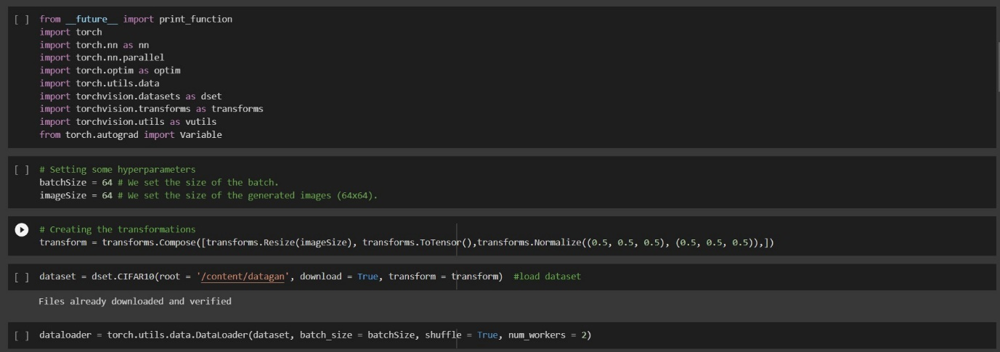 [ ] from __future__ import print_function
import torch
import torch.nn as nn
import torch.nn.parallel
import torch.optim as optim
import torch.utils.data
import torchvision.datasets as dset
import torchvision.transforms as transforms
import torchvision.utils as vutils
from torch.autograd import Variable
[ ] # Setting some hyperparameters
batchSize = 64 # We set the size of the batch.
imageSize = 64 # We set the size of the generated images (64x64).
# Creating the transformations
transform = transforms.Compose([transforms.Resize(imageSize), transforms.ToTensor(),transforms.Normalize((0.5, 0.5, 0.5), (0.5, 0.5, 0.5)),])
[ ] dataset = dset.CIFAR10(root = '/content/datagan', download = True, transform = transform)  #load dataset
Files already downloaded and verified
[ ] dataloader = torch.utils.data.DataLoader(dataset, batch_size = batchSize, shuffle = True, num_workers = 2)